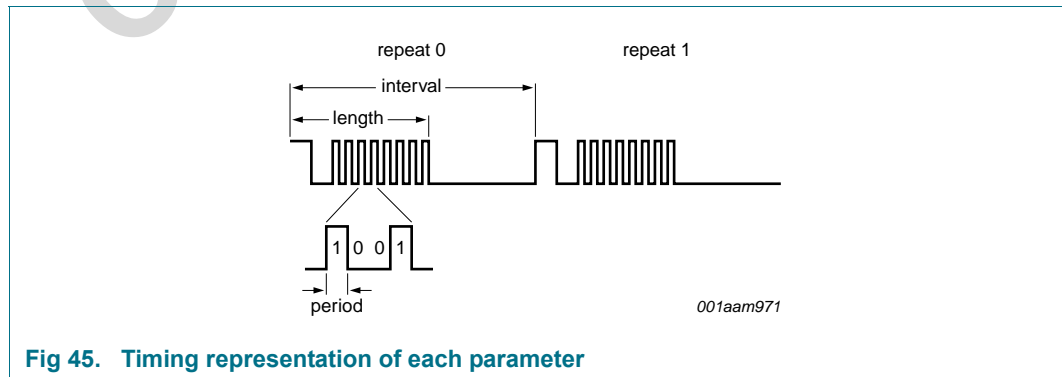 repeat 0 repeat 1
interval
length
1 0 0 1
period
001aam971
Fig 45. Timing representation of each parameter